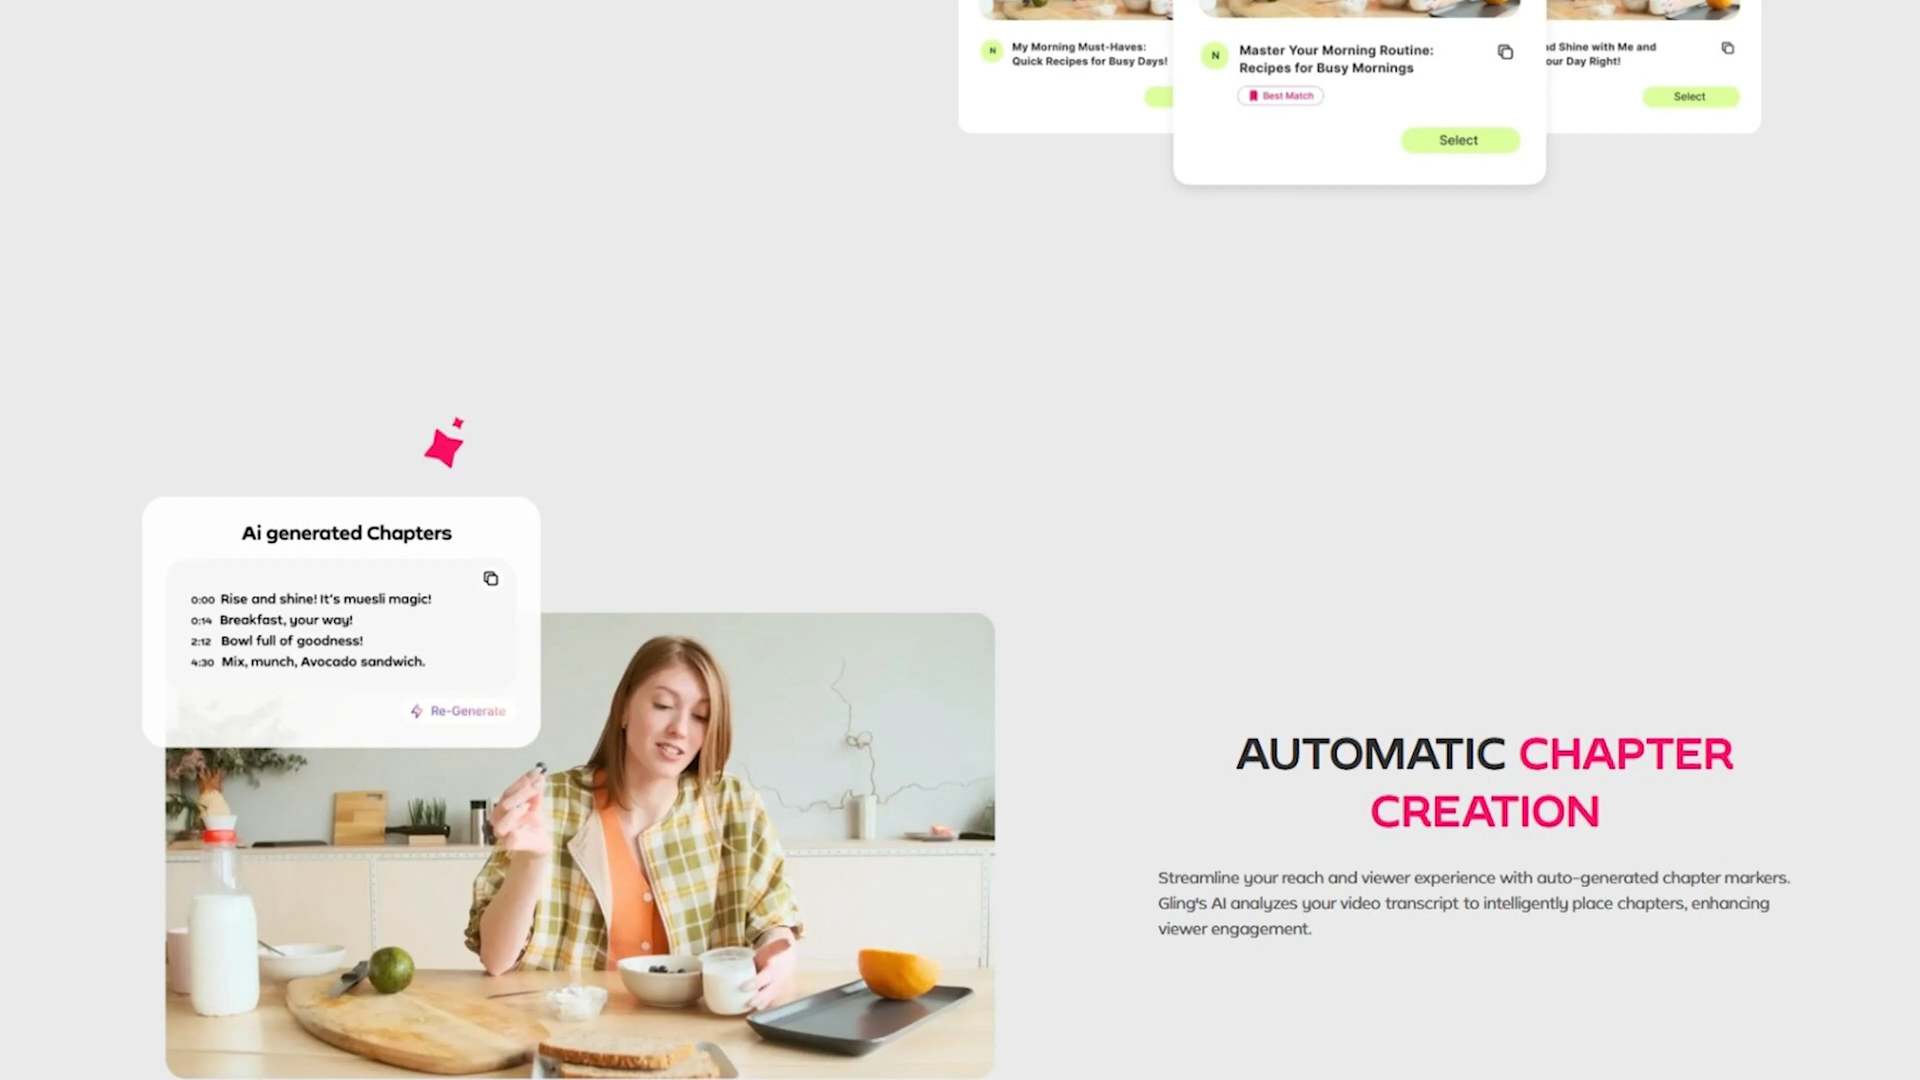 N
My Morning Must-Haves:
Quick Recipes for Busy Days!
N
Master Your Morning Routine:
Recipes for Busy Mornings
Best Match
Select
Shine with Me and
our Day Right!
Select
Ai generated Chapters
0:00 Rise and shine! It's muesli magic!
0:14 Breakfast, your way!
2:12 Bowl full of goodness!
4:30 Mix, munch, Avocado sandwich.
Re-Generate
AUTOMATIC CHAPTER
CREATION
Streamline your reach and viewer experience with auto-generated chapter markers.
Gling's AI analyzes your video transcript to intelligently place chapters, enhancing
viewer engagement.